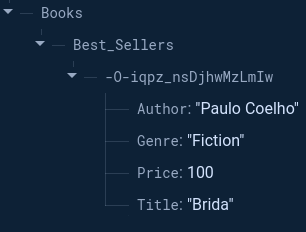 Books
Best_Sellers
-O-iqpz_nsDjhwMzLmIw
Author: "Paulo Coelho"
Genre: "Fiction"
Price: 100
Title: "Brida"